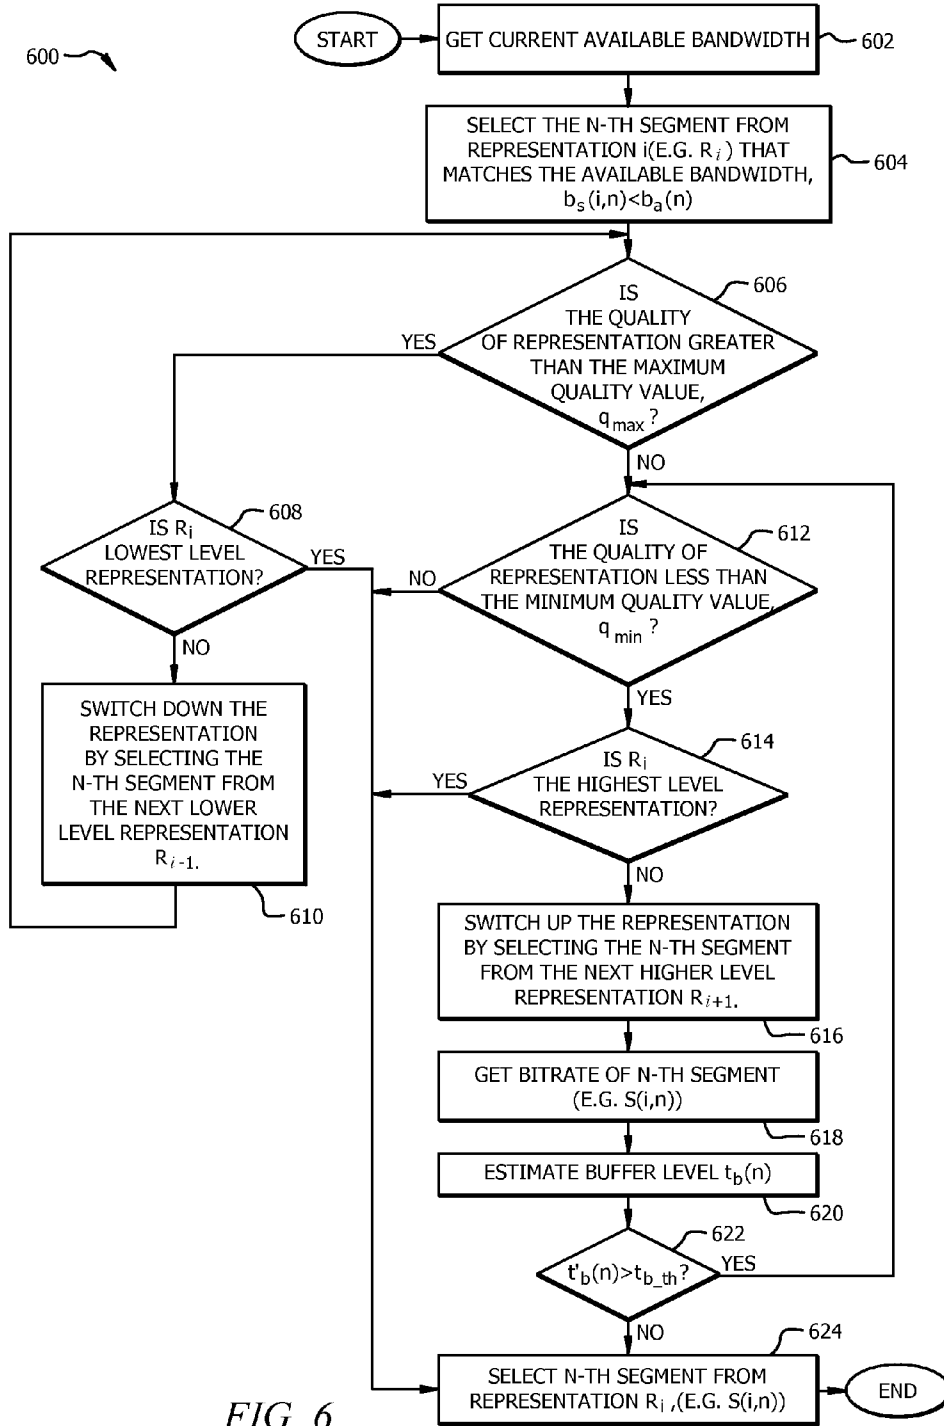 600
START
GET CURRENT AVAILABLE BANDWIDTH
602
SELECT THE N-TH SEGMENT FROM
REPRESENTATION i(E.G. Ri ) THAT
MATCHES THE AVAILABLE BANDWIDTH,
bs(i,n)<ba(n)
604
IS
THE QUALITY
OF REPRESENTATION GREATER
THAN THE MAXIMUM
QUALITY VALUE,
qmax ?
606
YES
NO
IS Ri
LOWEST LEVEL
REPRESENTATION?
608
YES
NO
IS
THE QUALITY OF
REPRESENTATION LESS THAN
THE MINIMUM QUALITY VALUE,
qmin ?
612
NO
YES
SWITCH DOWN THE
REPRESENTATION
BY SELECTING THE
N-TH SEGMENT FROM
THE NEXT LOWER
LEVEL REPRESENTATION
Ri-1.
610
IS Ri
THE HIGHEST LEVEL
REPRESENTATION?
614
YES
NO
SWITCH UP THE REPRESENTATION
BY SELECTING THE N-TH SEGMENT
FROM THE NEXT HIGHER LEVEL
REPRESENTATION Ri+1.
616
GET BITRATE OF N-TH SEGMENT
(E.G. S(i,n))
618
ESTIMATE BUFFER LEVEL tb(n)
620
t'b(n)>tb_th?
622
YES
NO
SELECT N-TH SEGMENT FROM
REPRESENTATION Ri ,(E.G. S(i,n))
624
END
FIG. 6